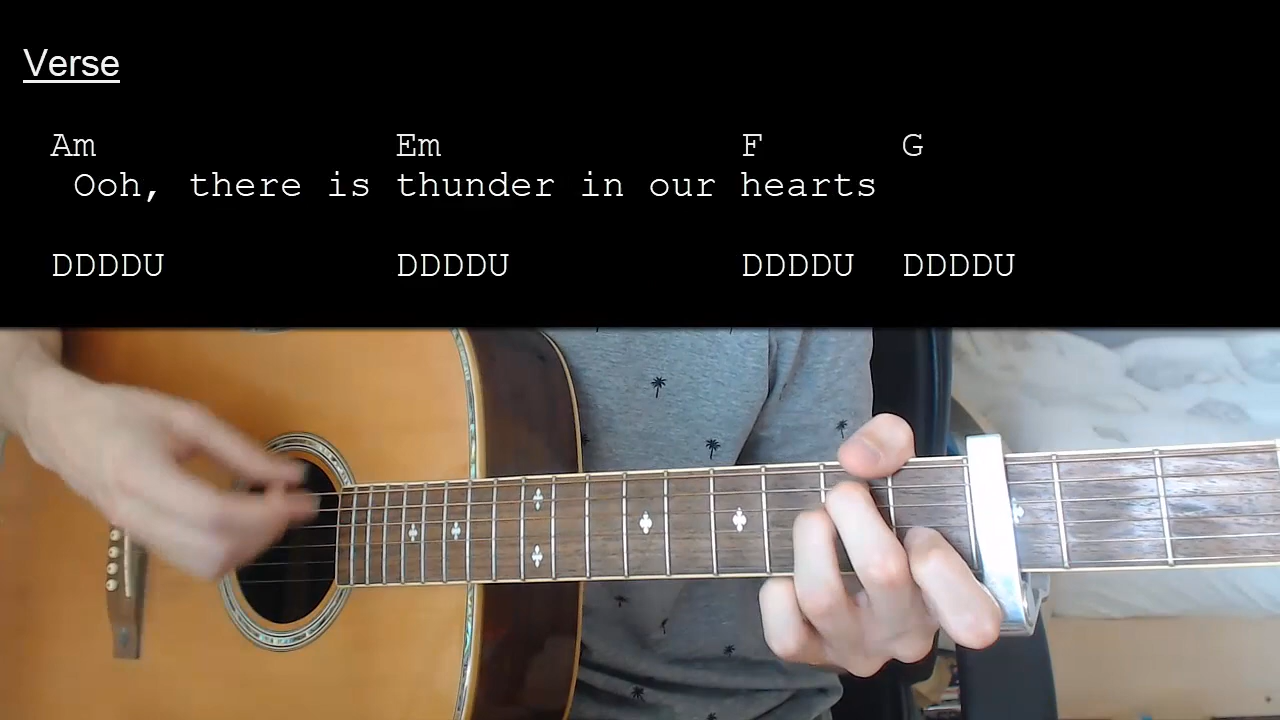 Verse
Am Em F G
Ooh, there is thunder in our hearts
DDDDU DDDDU DDDDU DDDDU